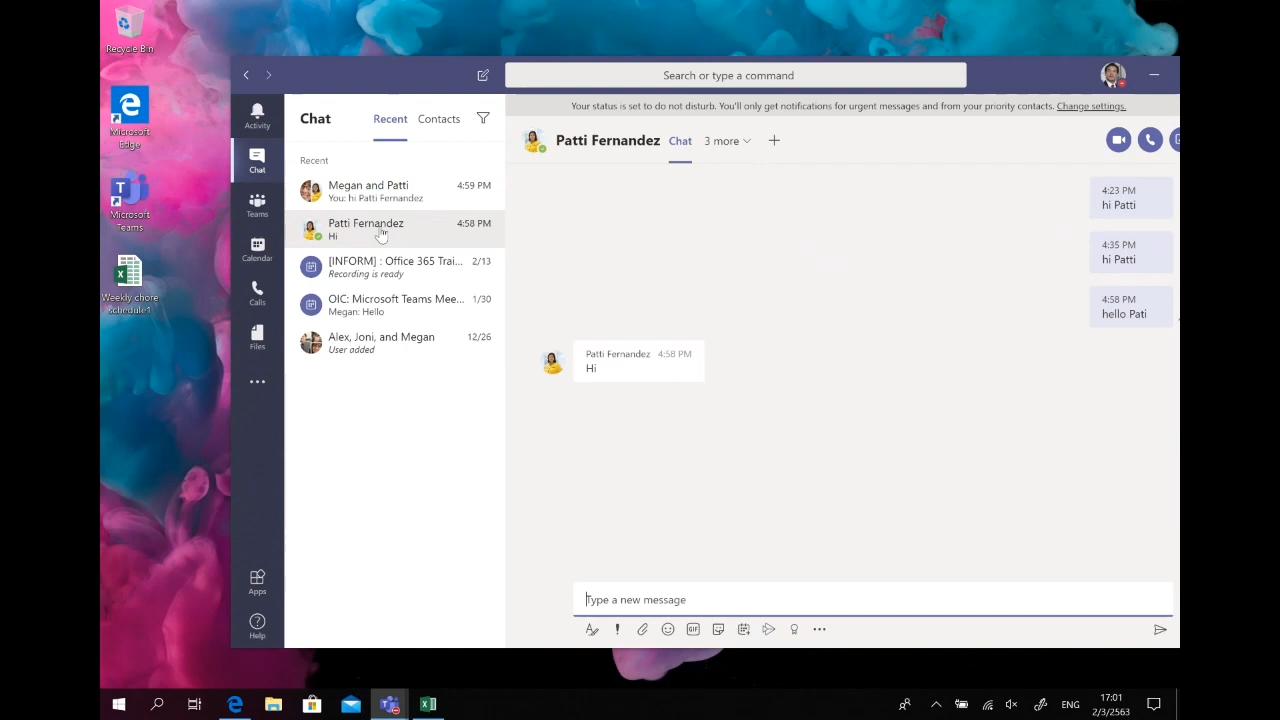 Recycle Bin
Microsoft
Edge
Microsoft
Teams
Weekly chore
schedule1
Search or type a command
Your status is set to do not disturb. You'll only get notifications for urgent messages and from your priority contacts. Change settings.
Activity
Chat
Teams
Calendar
Calls
Files
Apps
Help
Chat
Recent
Contacts
Recent
Megan and Patti 4:59 PM
You: hi Patti Fernandez
Patti Fernandez 4:58 PM
Hi
[INFORM] : Office 365 Trai... 2/13
Recording is ready
OIC: Microsoft Teams Mee... 1/30
Megan: Hello
Alex, Joni, and Megan 12/26
User added
Patti Fernandez Chat 3 more
4:23 PM
hi Patti
4:35 PM
hi Patti
4:58 PM
hello Pati
Patti Fernandez 4:58 PM
Hi
Type a new message
GIF
ENG
17:01
2/3/2563